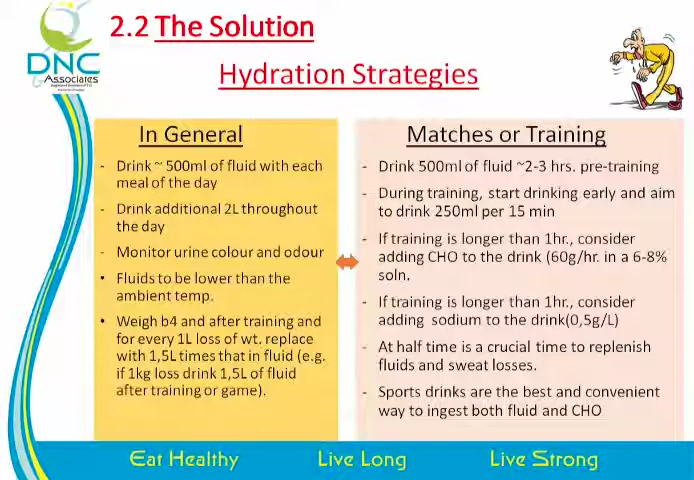 2.2 The Solution
DNC
& Associates
Hydration Strategies
In General
- Drink ~ 500ml of fluid with each
meal of the day
- Drink additional 2L throughout
the day
- Monitor urine colour and odour
• Fluids to be lower than the
ambient temp.
• Weigh b4 and after training and
for every 1L loss of wt. replace
with 1,5L times that in fluid (e.g.
if 1kg loss drink 1,5L of fluid
after training or game).
Matches or Training
- Drink 500ml of fluid ~2-3 hrs. pre-training
- During training, start drinking early and aim
to drink 250ml per 15 min
- If training is longer than 1hr., consider
adding CHO to the drink (60g/hr. in a 6-8%
soln.
- If training is longer than 1hr., consider
adding sodium to the drink(0,5g/L)
- At half time is a crucial time to replenish
fluids and sweat losses.
- Sports drinks are the best and convenient
way to ingest both fluid and CHO
Eat Healthy
Live Long
Live Strong